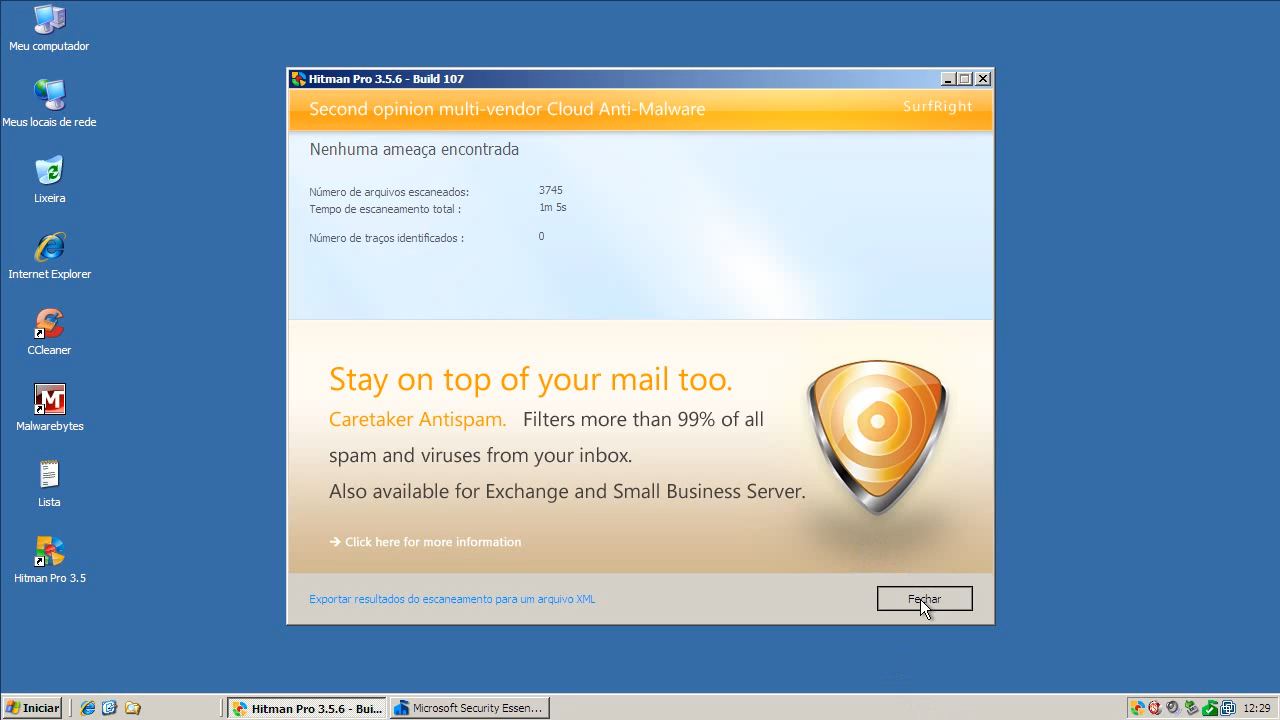 Meu computador
Meus locais de rede
Lixeira
Internet Explorer
CCleaner
Malwarebytes
Lista
Hitman Pro 3.5
Hitman Pro 3.5.6 - Build 107
Second opinion multi-vendor Cloud Anti-Malware
SurfRight
Nenhuma ameaça encontrada
Número de arquivos escaneados: 3745
Tempo de escaneamento total : 1m 5s
Número de traços identificados : 0
Stay on top of your mail too.
Caretaker Antispam. Filters more than 99% of all
spam and viruses from your inbox.
Also available for Exchange and Small Business Server.
→ Click here for more information
Exportar resultados do escaneamento para um arquivo XML
Fechar
Iniciar
Hitman Pro 3.5.6 - Bui...
Microsoft Security Essen...
12:29